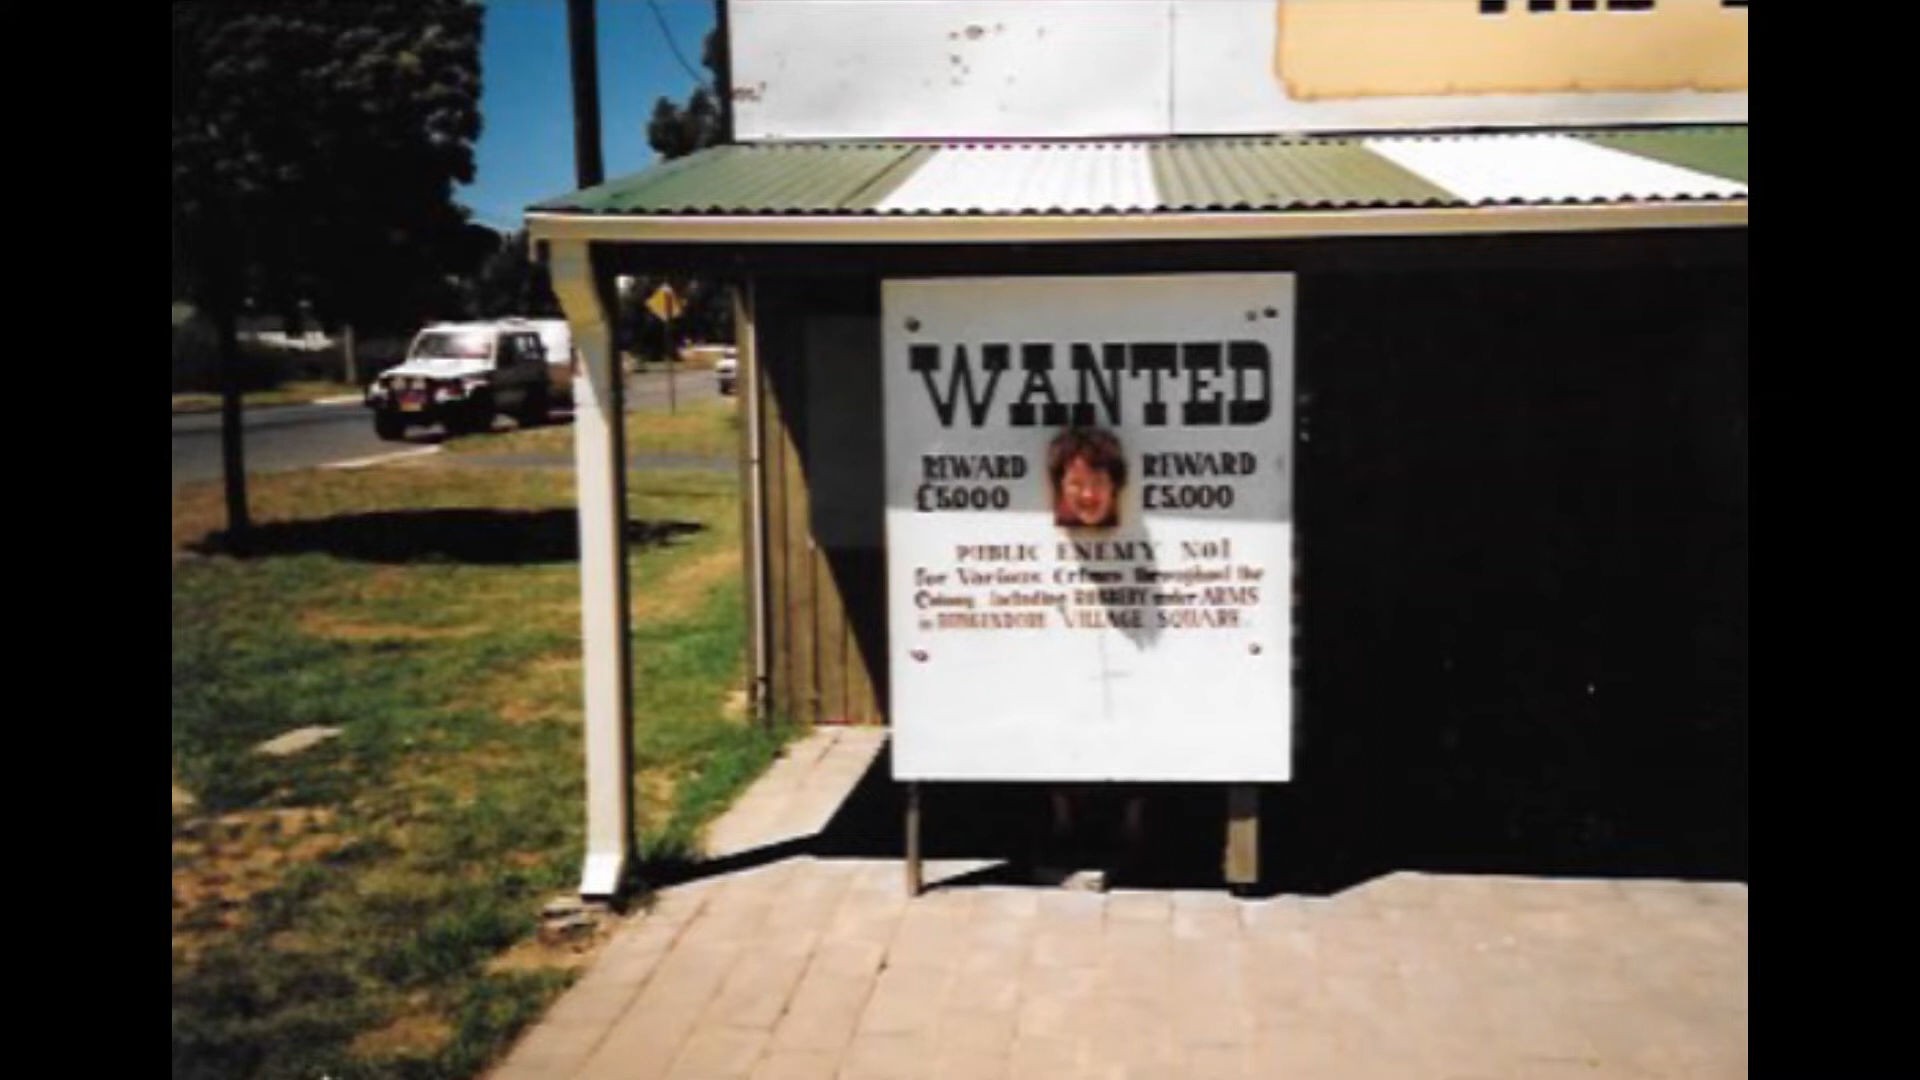 WANTED
REWARD REWARD
£5000 £5.000
PUBLIC ENEMY NO1
for Various Crimes throughout the
Colony including ROBBERY under ARMS
in BUNGENDORE VILLAGE SQUARE.